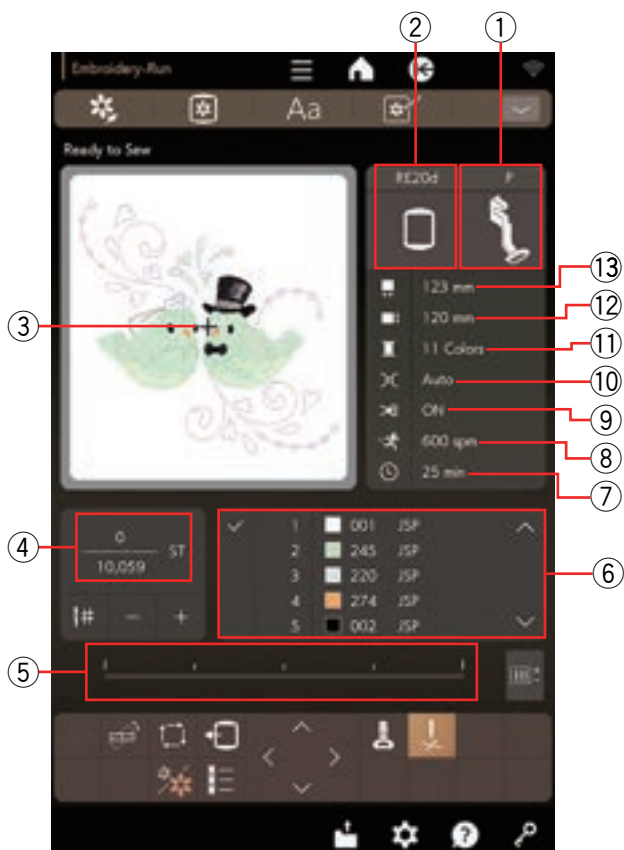 ② ①
Embroidery-Run
Aa
Ready to Sew
RE20d P
③
123 mm ⑬
120 mm ⑫
11 Colors ⑪
Auto ⑩
ON ⑨
600 spm ⑧
25 min ⑦
④ 0
10,059 ST
1 001 JSP
2 245 JSP
3 220 JSP
4 274 JSP
5 002 JSP
⑥
#
⑤